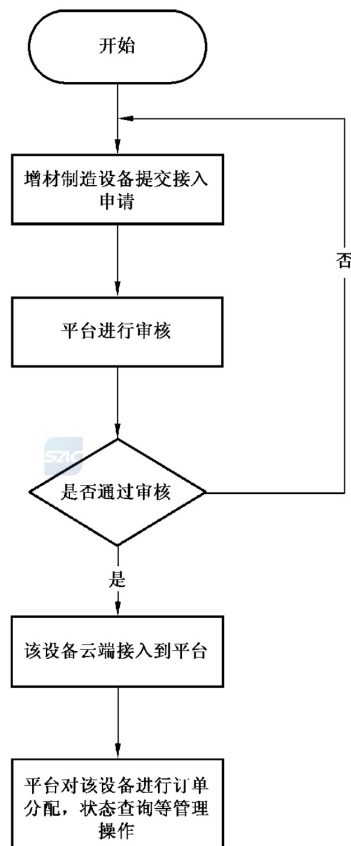 开始
增材制造设备提交接入
申请
否
平台进行审核
SAC
是否通过审核
是
该设备云端接入到平台
平台对该设备进行订单
分配，状态查询等管理
操作